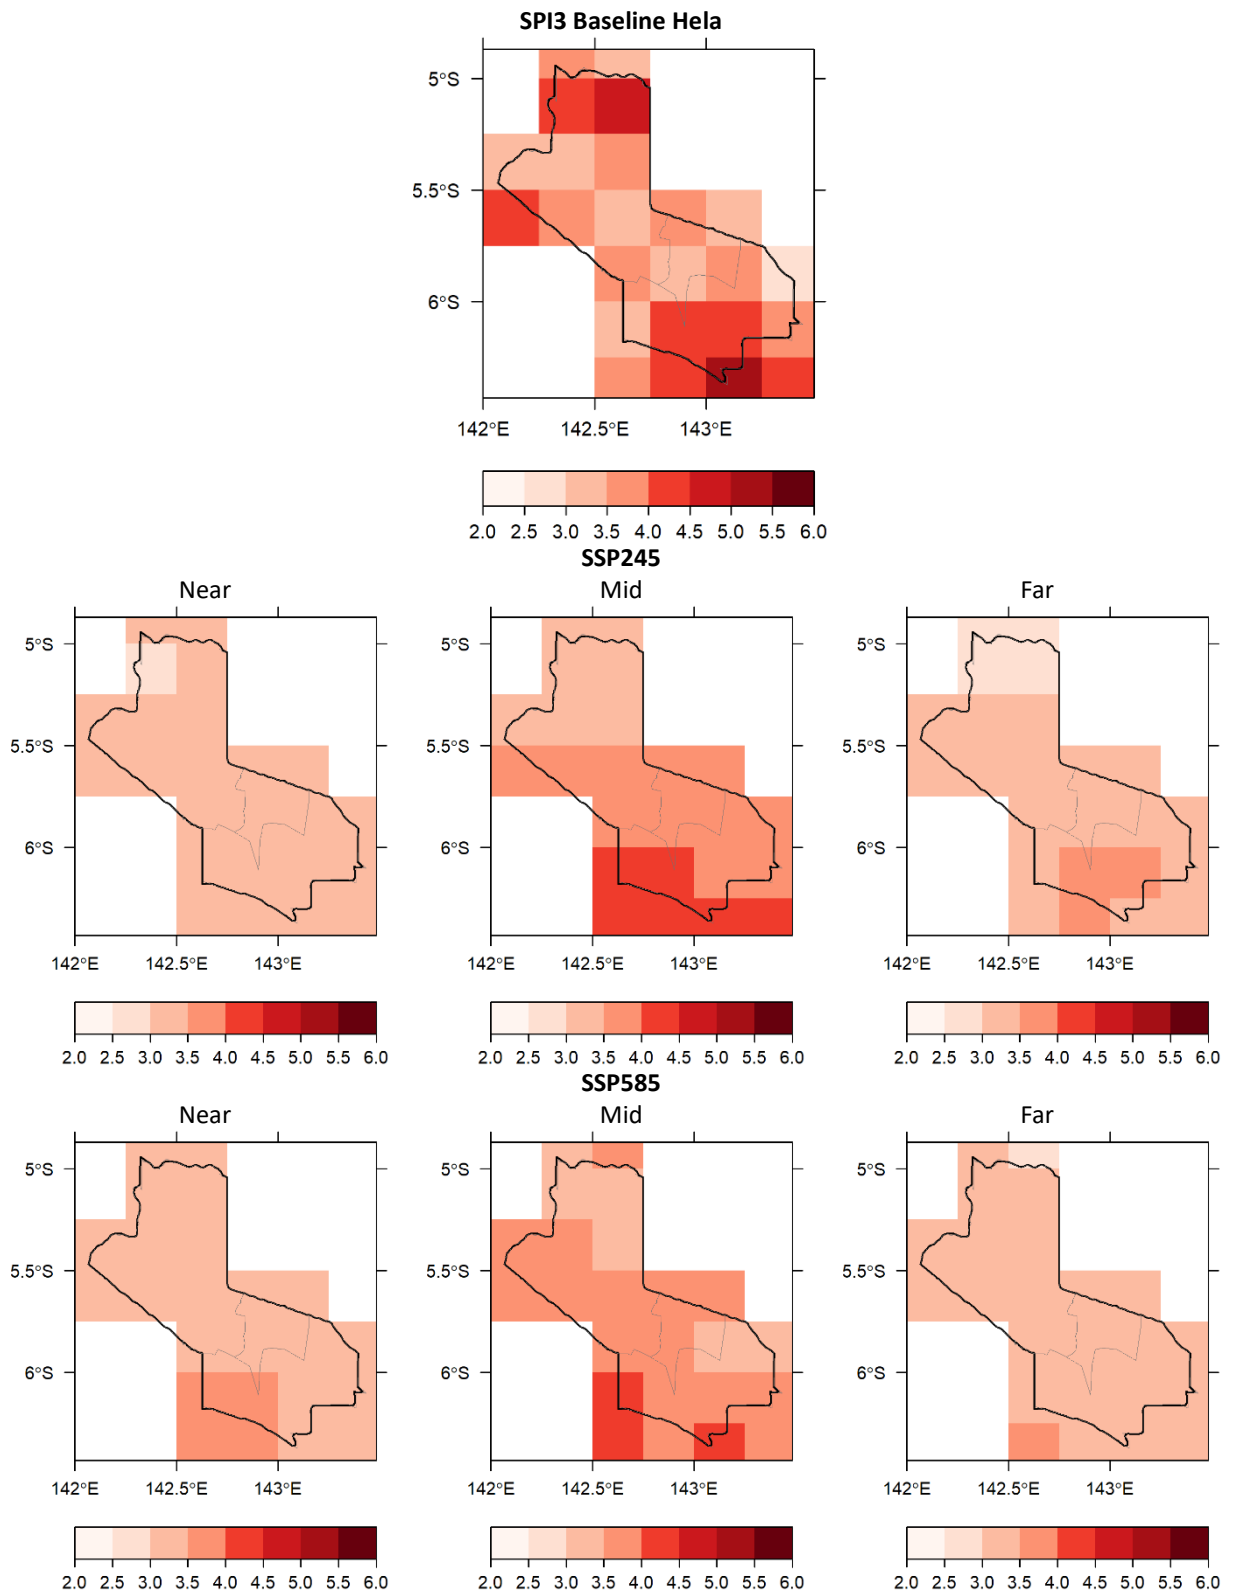 SPI3 Baseline Hela
5°S
5.5°S
6°S
142°E 142.5°E 143°E
2.0 2.5 3.0 3.5 4.0 4.5 5.0 5.5 6.0
SSP245
Near Mid Far
5°S 5°S 5°S
5.5°S 5.5°S 5.5°S
6°S 6°S 6°S
142°E 142.5°E 143°E 142°E 142.5°E 143°E 142°E 142.5°E 143°E
2.0 2.5 3.0 3.5 4.0 4.5 5.0 5.5 6.0 2.0 2.5 3.0 3.5 4.0 4.5 5.0 5.5 6.0 2.0 2.5 3.0 3.5 4.0 4.5 5.0 5.5 6.0
SSP585
Near Mid Far
5°S 5°S 5°S
5.5°S 5.5°S 5.5°S
6°S 6°S 6°S
142°E 142.5°E 143°E 142°E 142.5°E 143°E 142°E 142.5°E 143°E
2.0 2.5 3.0 3.5 4.0 4.5 5.0 5.5 6.0 2.0 2.5 3.0 3.5 4.0 4.5 5.0 5.5 6.0 2.0 2.5 3.0 3.5 4.0 4.5 5.0 5.5 6.0